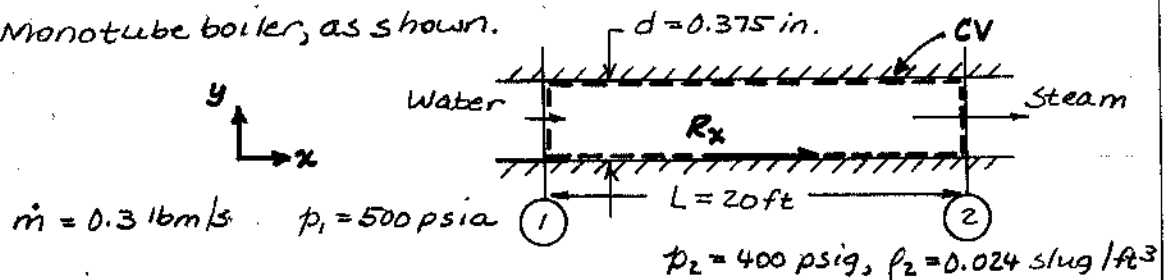 Monotube boiler, as shown.
d = 0.375 in.
CV
y
x
Water
Steam
Rx
L = 20 ft
ṁ = 0.3 lbm/s. p₁ = 500 psia
1
2
p₂ = 400 psig, ρ₂ = 0.024 slug/ft³